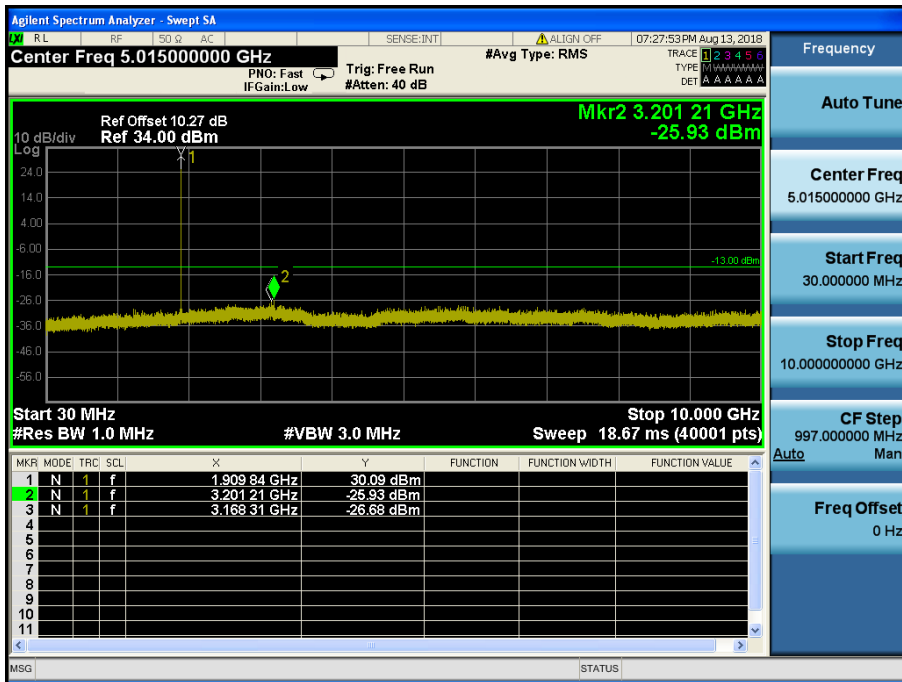 Agilent Spectrum Analyzer - Swept SA
LXI RL RF 50 Ω AC SENSE:INT ALIGN OFF 07:27:53 PM Aug 13, 2018
Center Freq 5.015000000 GHz #Avg Type: RMS TRACE 1 2 3 4 5 6
PNO: Fast Trig: Free Run TYPE M WWWWW
IFGain:Low #Atten: 40 dB DET A A A A A A
Frequency
Auto Tune
Center Freq
5.015000000 GHz
Start Freq
30.000000 MHz
Stop Freq
10.000000000 GHz
CF Step
997.000000 MHz
Auto Man
Freq Offset
0 Hz
Mkr2 3.201 21 GHz
-25.93 dBm
Ref Offset 10.27 dB
10 dB/div Ref 34.00 dBm
Log
1
24.0
14.0
4.00
-6.00
-13.00 dBm
-16.0
2
-26.0
-36.0
-46.0
-56.0
Start 30 MHz Stop 10.000 GHz
#Res BW 1.0 MHz #VBW 3.0 MHz Sweep 18.67 ms (40001 pts)
MKR MODE TRC SCL X Y FUNCTION FUNCTION WIDTH FUNCTION VALUE
1 N 1 f 1.909 84 GHz 30.09 dBm
2 N 1 f 3.201 21 GHz -25.93 dBm
3 N 1 f 3.168 31 GHz -26.68 dBm
4
5
6
7
8
9
10
11
MSG STATUS